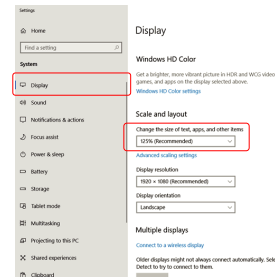 Settings
Home
Find a setting
System
Display
Sound
Notifications & actions
Focus assist
Power & sleep
Battery
Storage
Tablet mode
Multitasking
Projecting to this PC
Shared experiences
Clipboard
Display
Windows HD Color
Get a brighter, more vibrant picture in HDR and WCG video
games, and apps on the display selected above.
Windows HD Color settings
Scale and layout
Change the size of text, apps, and other items
125% (Recommended)
Advanced scaling settings
Display resolution
1920 × 1080 (Recommended)
Display orientation
Landscape
Multiple displays
Connect to a wireless display
Older displays might not always connect automatically. Sel
Detect to try to connect to them.